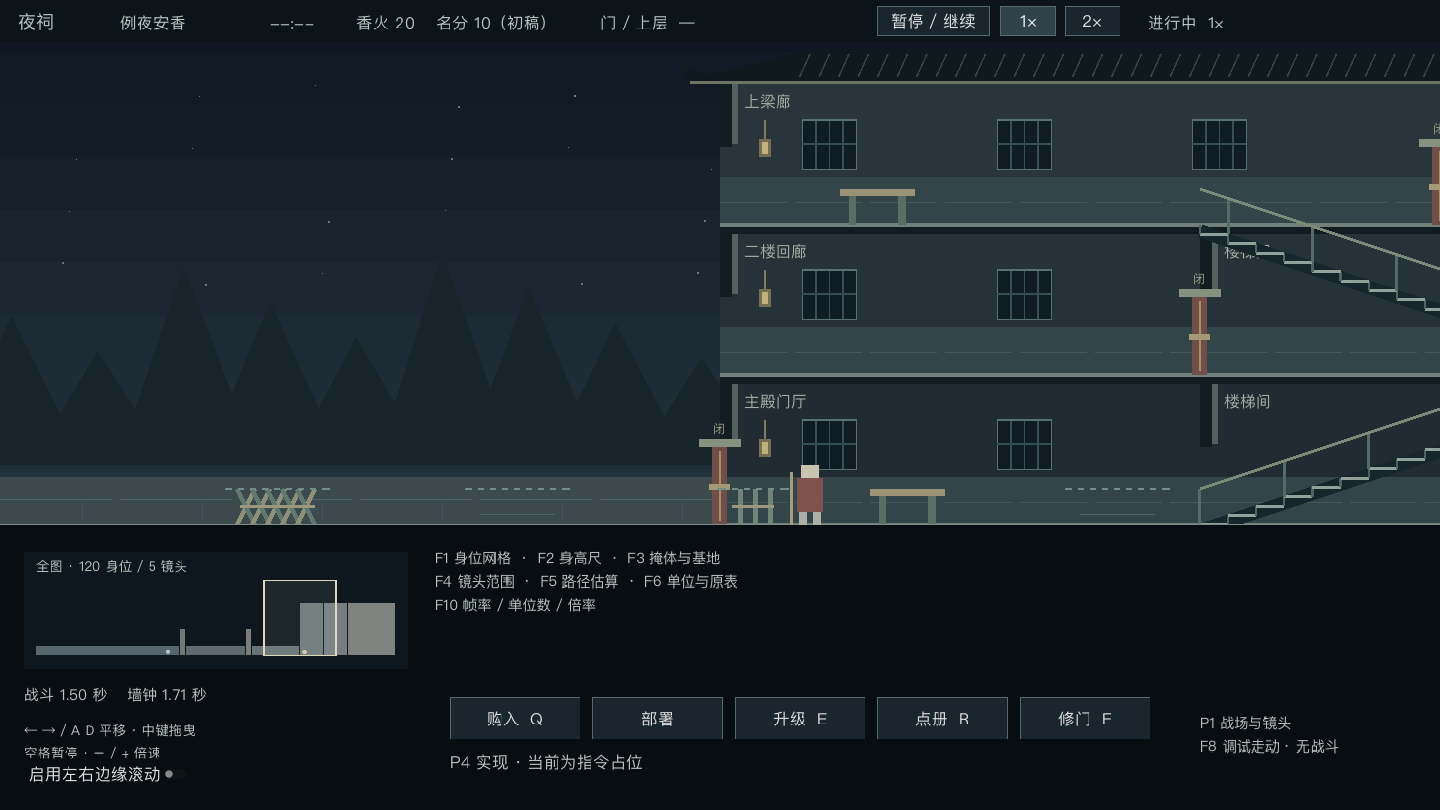 夜祠 例夜安香 --:-- 香火 20 名分 10（初稿） 门 / 上层 — 暂停 / 继续 1x 2x 进行中 1x
上梁廊
闭
二楼回廊
闭
主殿门厅 楼梯间
闭
全图 · 120 身位 / 5 镜头
F1 身位网格 · F2 身高尺 · F3 掩体与基地
F4 镜头范围 · F5 路径估算 · F6 单位与原表
F10 帧率 / 单位数 / 倍率
战斗 1.50 秒 墙钟 1.71 秒
←→ / A D 平移 · 中键拖曳
空格暂停 · − / + 倍速
启用左右边缘滚动
购入 Q 部署 升级 E 点册 R 修门 F
P4 实现 · 当前为指令占位
P1 战场与镜头
F8 调试走动 · 无战斗